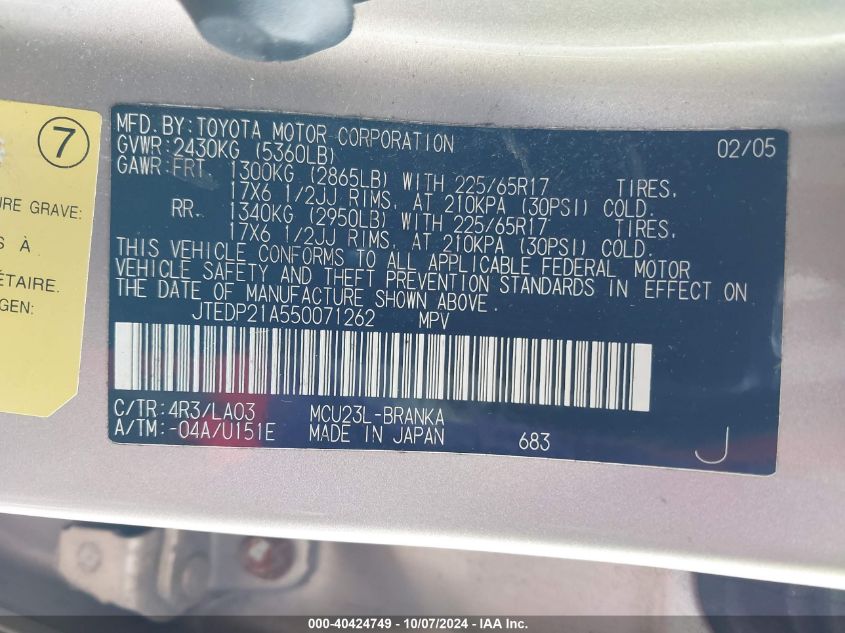 7
URE GRAVE:
S À
ÉTAIRE.
GEN:
MFD. BY: TOYOTA MOTOR CORPORATION 02/05
GVWR: 2430KG (5360LB)
GAWR: FRT. 1300KG (2865LB) WITH 225/65R17 TIRES,
17X6 1/2JJ RIMS, AT 210KPA (30PSI) COLD.
RR. 1340KG (2950LB) WITH 225/65R17 TIRES,
17X6 1/2JJ RIMS, AT 210KPA (30PSI) COLD.
THIS VEHICLE CONFORMS TO ALL APPLICABLE FEDERAL MOTOR
VEHICLE SAFETY AND THEFT PREVENTION STANDARDS IN EFFECT ON
THE DATE OF MANUFACTURE SHOWN ABOVE.
JTEDP21A550071262 MPV
C/TR: 4R3/LA03 MCU23L-BRANKA
A/TM: -04A/U151E MADE IN JAPAN 683 J
000-40424749 - 10/07/2024 - IAA Inc.